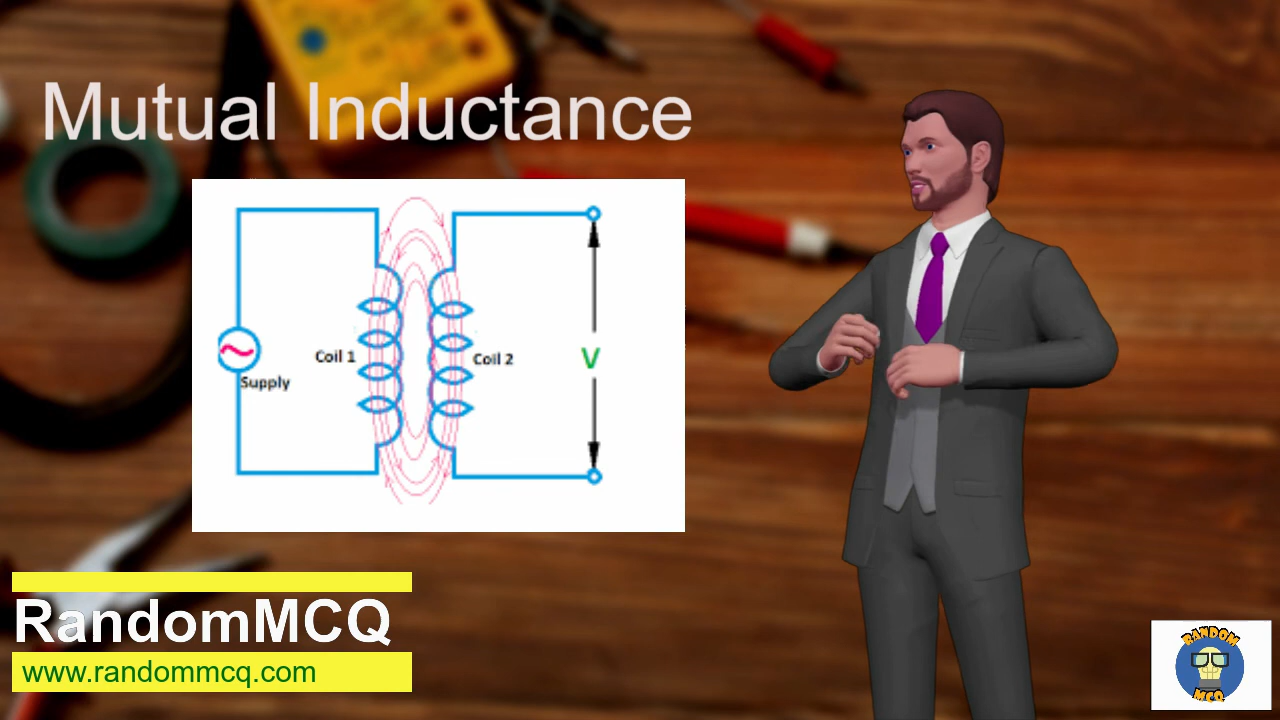 Mutual Inductance
Supply
Coil 1
Coil 2
V
RandomMCQ
www.randommcq.com
RANDOM
MCQ